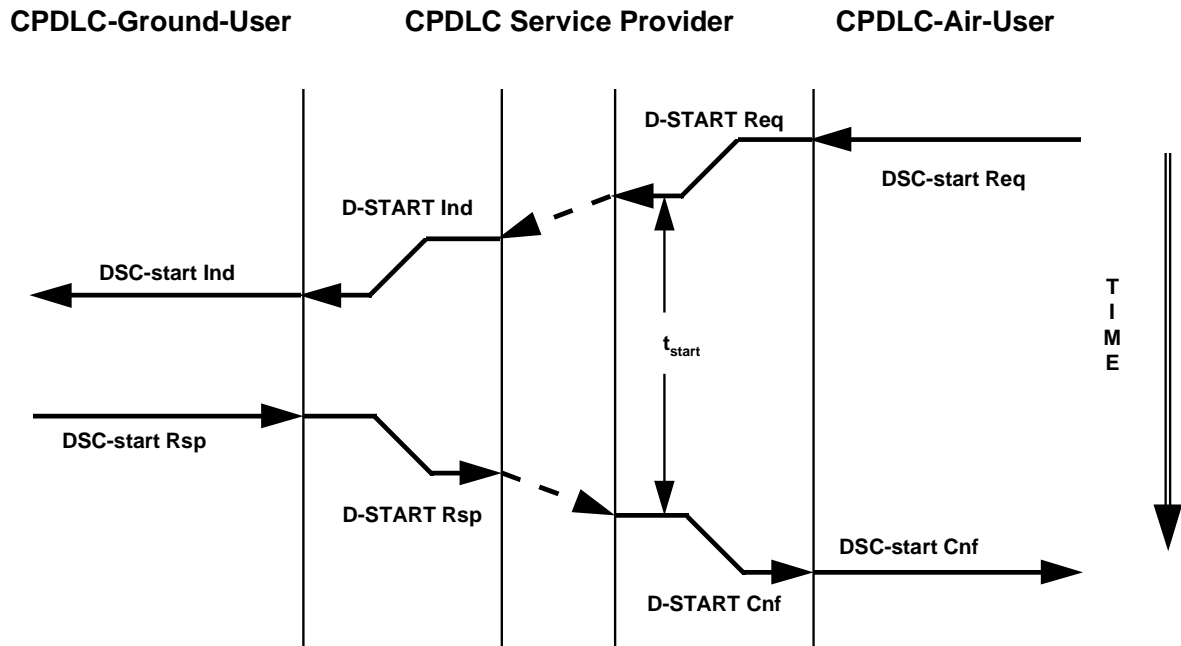 CPDLC-Ground-User CPDLC Service Provider CPDLC-Air-User
D-START Req
DSC-start Req
D-START Ind
DSC-start Ind
T
I
M
E
tstart
DSC-start Rsp
D-START Rsp
DSC-start Cnf
D-START Cnf